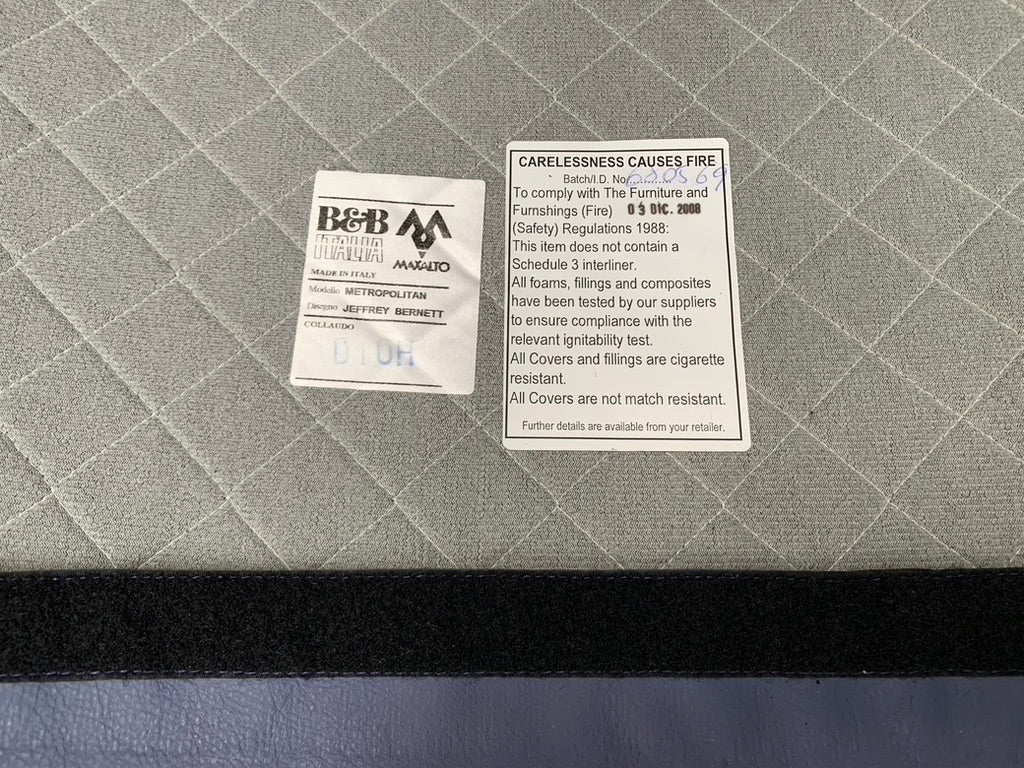 B&B
ITALIA
MAXALTO
MADE IN ITALY
Modello METROPOLITAN
Disegno JEFFREY BERNETT
COLLAUDO
CARELESSNESS CAUSES FIRE
Batch/I.D. No
To comply with The Furniture and
Furnshings (Fire) 03 DIC. 2008
(Safety) Regulations 1988:
This item does not contain a
Schedule 3 interliner.
All foams, fillings and composites
have been tested by our suppliers
to ensure compliance with the
relevant ignitability test.
All Covers and fillings are cigarette
resistant.
All Covers are not match resistant.
Further details are available from your retailer.